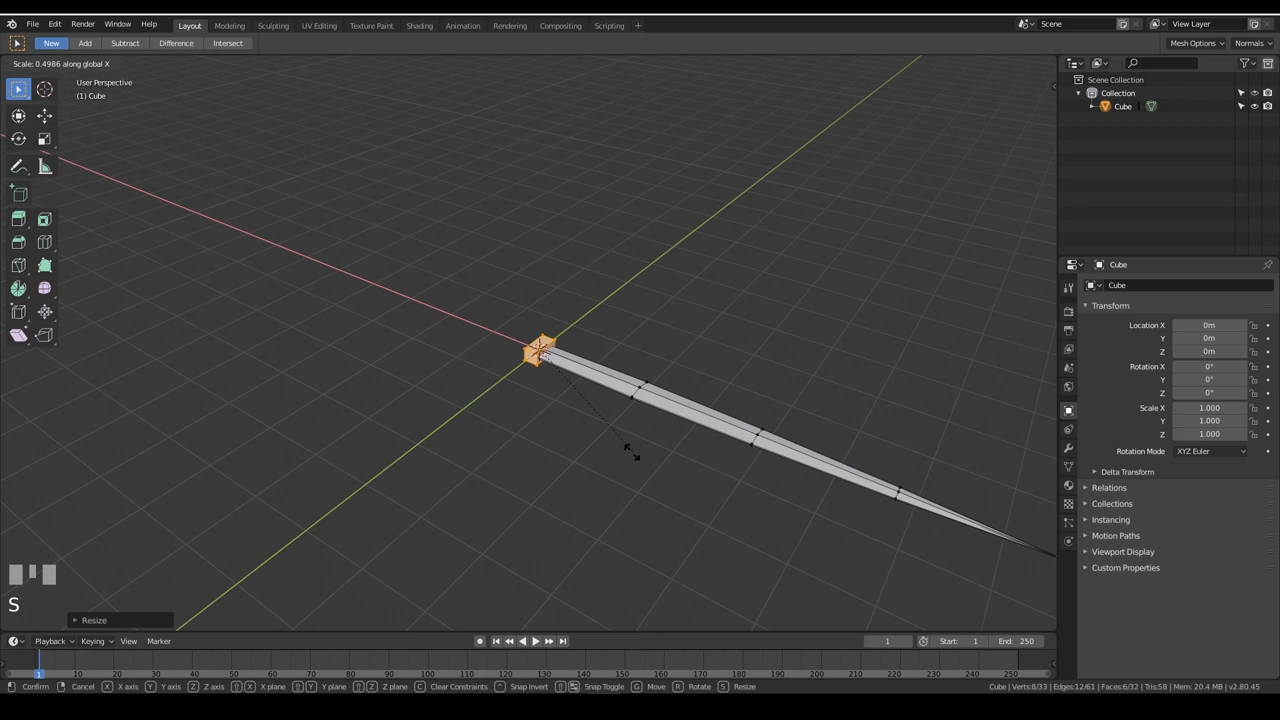 File Edit Render Window Help Layout Modeling Sculpting UV Editing Texture Paint Shading Animation Rendering Compositing Scripting + Scene View Layer
New Add Subtract Difference Intersect Mesh Options Normals
Scale: 0.4986 along global X
User Perspective
(1) Cube
Scene Collection
Collection
Cube
Cube
Cube
Transform
Location X 0m
Y 0m
Z 0m
Rotation X 0°
Y 0°
Z 0°
Scale X 1.000
Y 1.000
Z 1.000
Rotation Mode XYZ Euler
Delta Transform
Relations
Collections
Instancing
Motion Paths
Viewport Display
Custom Properties
S
Resize
Playback Keying View Marker 1 Start: 1 End: 250
1 10 20 30 40 50 60 70 80 90 100 110 120 130 140 150 160 170 180 190 200 210 220 230 240 250
Confirm Cancel X X axis Y Y axis Z Z axis X X plane Y Y plane Z Z plane C Clear Constraints Snap Invert Snap Toggle G Move R Rotate S Resize Cube | Verts:8/33 | Edges:12/61 | Faces:6/32 | Tris:58 | Mem: 20.4 MB | v2.80.45